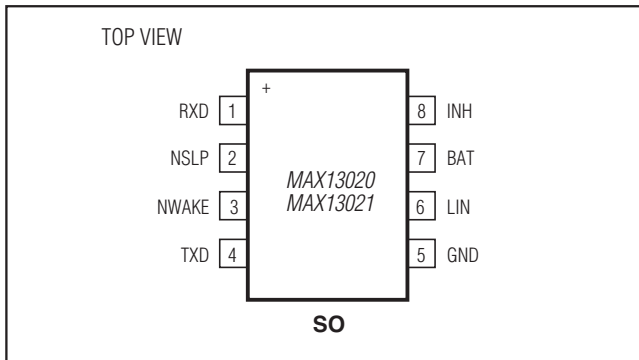 TOP VIEW
+
RXD 1 8 INH
NSLP 2 7 BAT
MAX13020
MAX13021
NWAKE 3 6 LIN
TXD 4 5 GND
SO